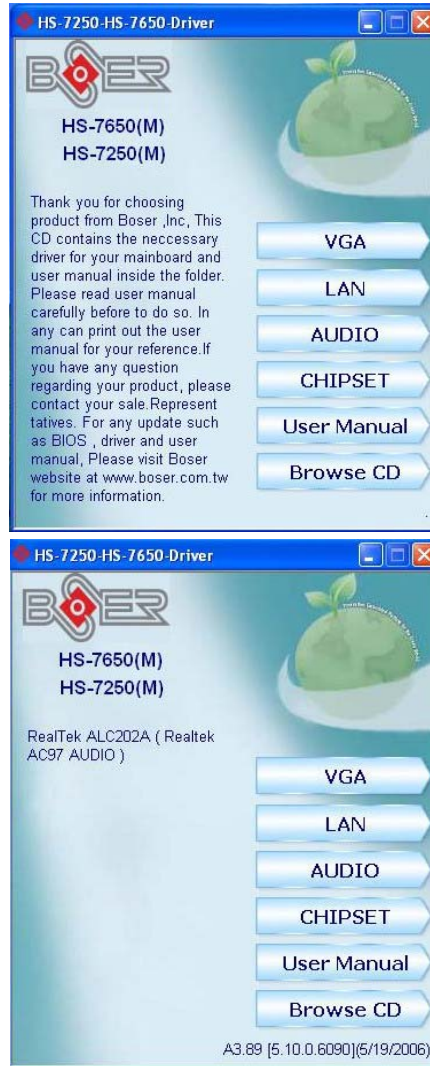 HS-7250-HS-7650-Driver
BOSER
HS-7650(M)
HS-7250(M)
Thank you for choosing
product from Boser ,Inc, This
CD contains the neccessary
driver for your mainboard and
user manual inside the folder.
Please read user manual
carefully before to do so. In
any can print out the user
manual for your reference.If
you have any question
regarding your product, please
contact your sale.Represent
tatives. For any update such
as BIOS , driver and user
manual, Please visit Boser
website at www.boser.com.tw
for more information.
VGA
LAN
AUDIO
CHIPSET
User Manual
Browse CD
HS-7250-HS-7650-Driver
BOSER
HS-7650(M)
HS-7250(M)
RealTek ALC202A ( Realtek
AC97 AUDIO )
VGA
LAN
AUDIO
CHIPSET
User Manual
Browse CD
A3.89 [5.10.0.6090](5/19/2006)